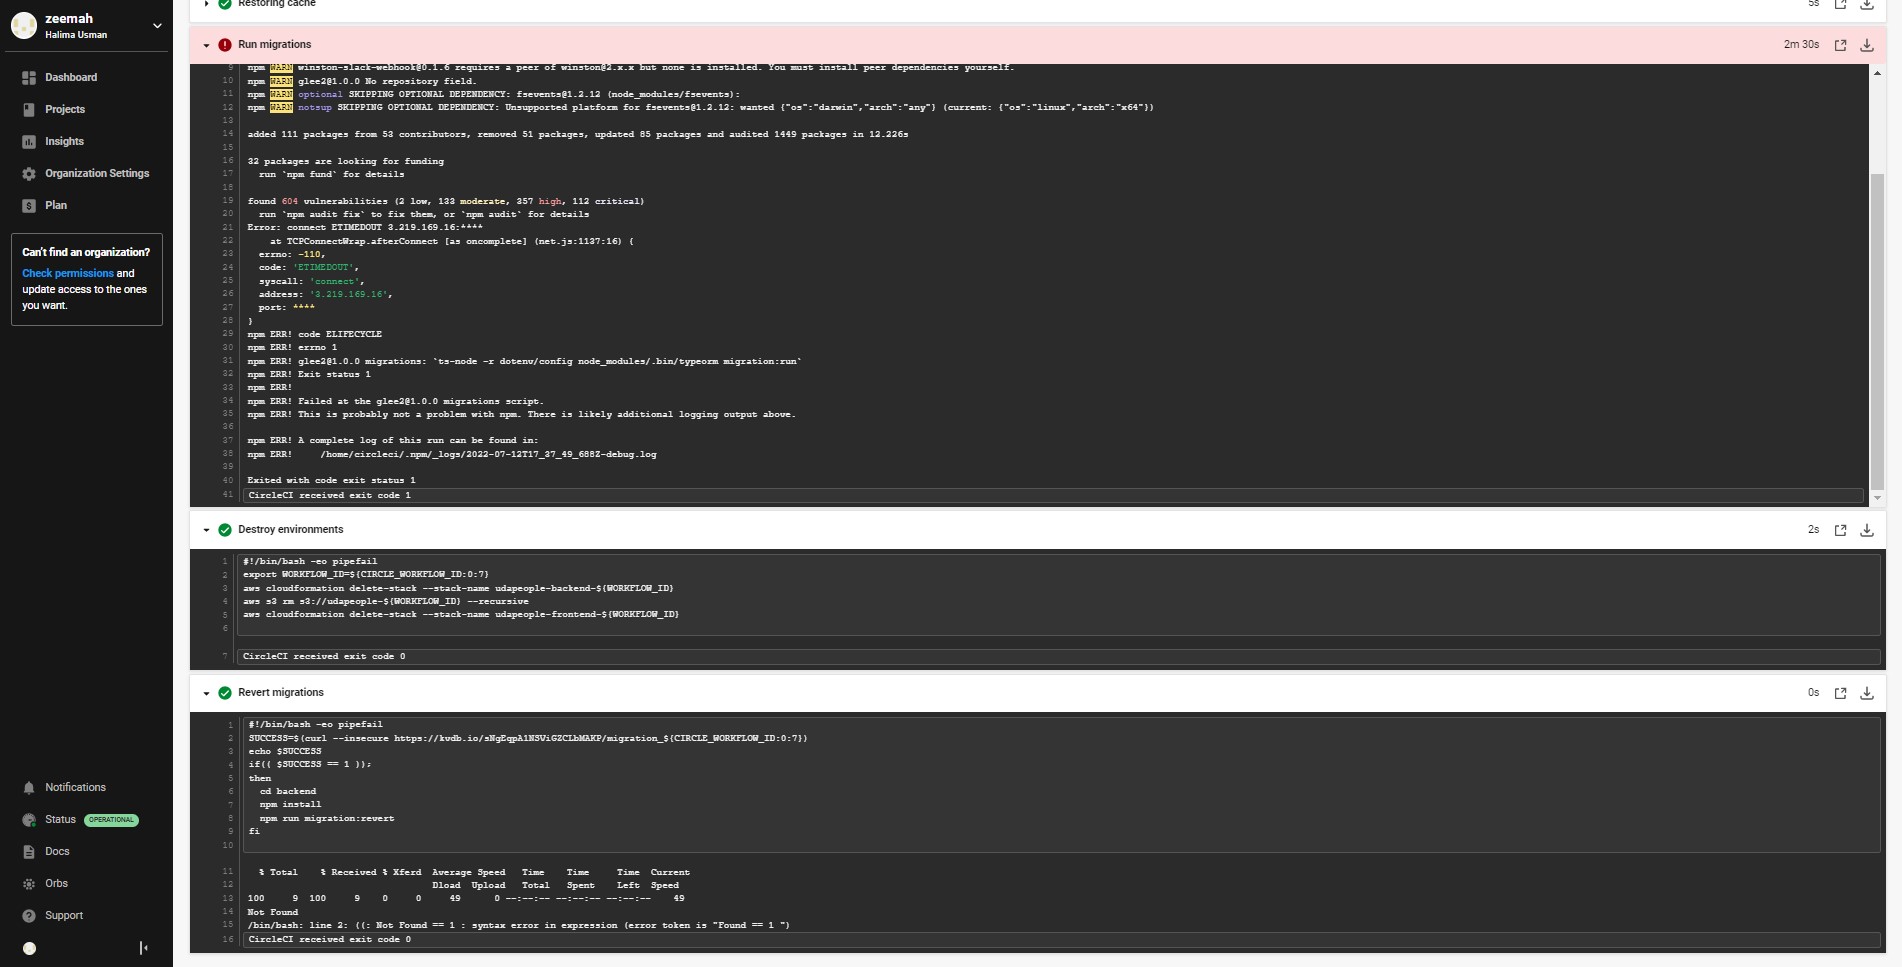 zeemah
Halima Usman
Dashboard
Projects
Insights
Organization Settings
Plan
Can't find an organization?
Check permissions and
update access to the ones
you want.
Notifications
Status OPERATIONAL
Docs
Orbs
Support
Restoring cache 5s
Run migrations 2m 30s
9 npm WARN winston-slack-webhook@0.1.6 requires a peer of winston@2.x.x but none is installed. You must install peer dependencies yourself.
10 npm WARN glee2@1.0.0 No repository field.
11 npm WARN optional SKIPPING OPTIONAL DEPENDENCY: fsevents@1.2.12 (node_modules/fsevents):
12 npm WARN notsup SKIPPING OPTIONAL DEPENDENCY: Unsupported platform for fsevents@1.2.12: wanted {"os":"darwin","arch":"any"} (current: {"os":"linux","arch":"x64"})
13
14 added 111 packages from 53 contributors, removed 51 packages, updated 85 packages and audited 1449 packages in 12.226s
15
16 32 packages are looking for funding
17 run `npm fund` for details
18
19 found 604 vulnerabilities (2 low, 133 moderate, 357 high, 112 critical)
20 run `npm audit fix` to fix them, or `npm audit` for details
21 Error: connect ETIMEDOUT 3.219.169.16:****
22 at TCPConnectWrap.afterConnect [as oncomplete] (net.js:1137:16) {
23 errno: -110,
24 code: 'ETIMEDOUT',
25 syscall: 'connect',
26 address: '3.219.169.16',
27 port: ****
28 }
29 npm ERR! code ELIFECYCLE
30 npm ERR! errno 1
31 npm ERR! glee2@1.0.0 migrations: `ts-node -r dotenv/config node_modules/.bin/typeorm migration:run`
32 npm ERR! Exit status 1
33 npm ERR!
34 npm ERR! Failed at the glee2@1.0.0 migrations script.
35 npm ERR! This is probably not a problem with npm. There is likely additional logging output above.
36
37 npm ERR! A complete log of this run can be found in:
38 npm ERR! /home/circleci/.npm/_logs/2022-07-12T17_37_49_688Z-debug.log
39
40 Exited with code exit status 1
41 CircleCI received exit code 1
Destroy environments 2s
1 #!/bin/bash -eo pipefail
2 export WORKFLOW_ID=${CIRCLE_WORKFLOW_ID:0:7}
3 aws cloudformation delete-stack --stack-name udapeople-backend-${WORKFLOW_ID}
4 aws s3 rm s3://udapeople-${WORKFLOW_ID} --recursive
5 aws cloudformation delete-stack --stack-name udapeople-frontend-${WORKFLOW_ID}
6
7 CircleCI received exit code 0
Revert migrations 0s
1 #!/bin/bash -eo pipefail
2 SUCCESS=$(curl --insecure https://kvdb.io/sNgEqpA1NSViGZCLbMAKP/migration_${CIRCLE_WORKFLOW_ID:0:7})
3 echo $SUCCESS
4 if(( $SUCCESS == 1 ));
5 then
6 cd backend
7 npm install
8 npm run migration:revert
9 fi
10
11 % Total % Received % Xferd Average Speed Time Time Time Current
12 Dload Upload Total Spent Left Speed
13 100 9 100 9 0 0 49 0 --:--:-- --:--:-- --:--:-- 49
14 Not Found
15 /bin/bash: line 2: ((: Not Found == 1 : syntax error in expression (error token is "Found == 1 ")
16 CircleCI received exit code 0